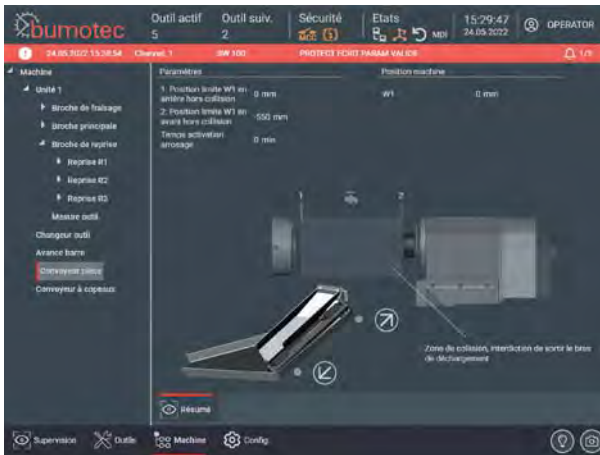 bumotec
Outil actif
5
Outil suiv.
2
Sécurité
Etats
MDI
15:29:47
24.05.2022
OPERATOR
24.05.2022 15:28:54 Channel: 1 SW 100 PROTECT ECRIT PARAM VALIDE 1/1
Machine
Unité 1
Broche de fraisage
Broche principale
Broche de reprise
Reprise R1
Reprise R2
Reprise R3
Mesure outil
Changeur outil
Avance barre
Convoyeur pièce
Convoyeur à copeaux
Paramètres
1: Position limite W1 en
arrière hors collision
0 mm
2: Position limite W1 en
avant hors collision
-550 mm
Temps activation
arrosage
0 min
Position machine
W1 0 mm
1
2
Zone de collision, interdiction de sortir le bras
de déchargement
Résumé
Supervision
Outils
Machine
Config.